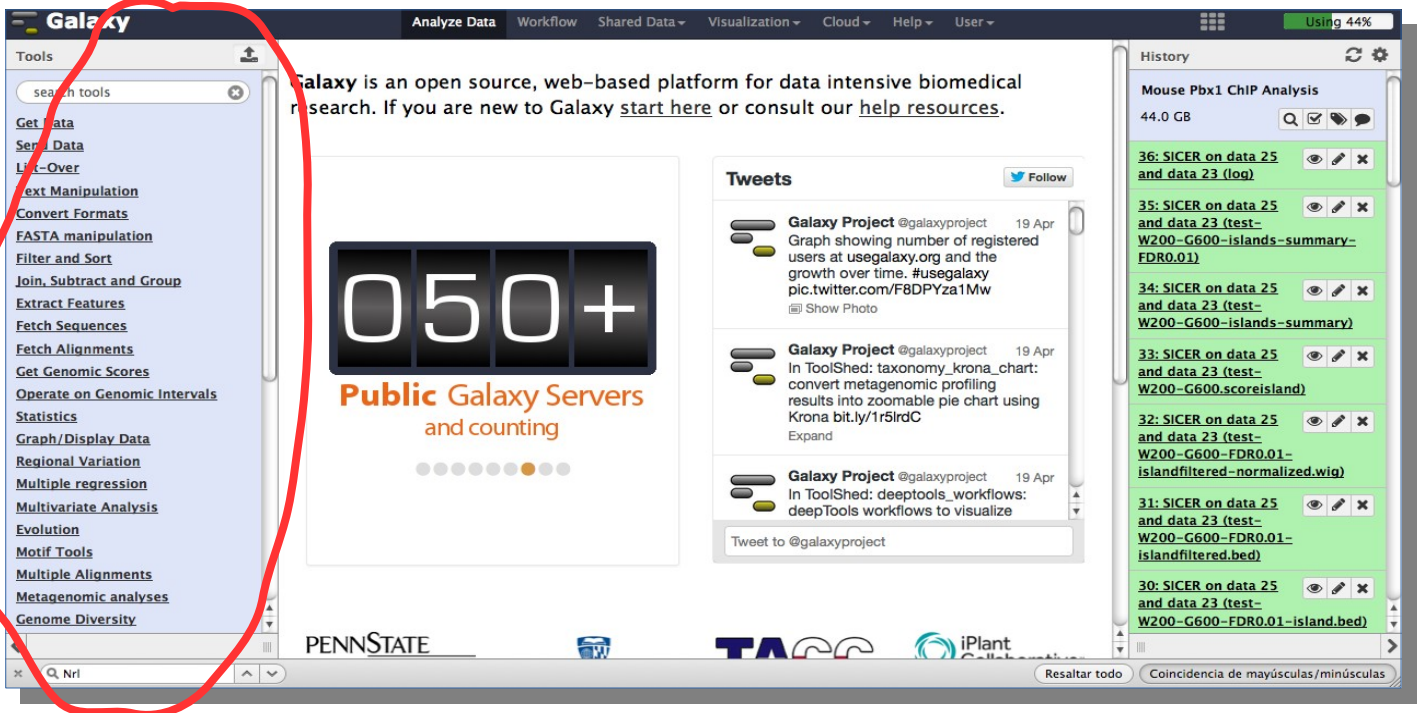 Galaxy
Analyze Data Workflow Shared Data Visualization Cloud Help User
Using 44%
Tools
search tools
Get Data
Send Data
Lift-Over
Text Manipulation
Convert Formats
FASTA manipulation
Filter and Sort
Join, Subtract and Group
Extract Features
Fetch Sequences
Fetch Alignments
Get Genomic Scores
Operate on Genomic Intervals
Statistics
Graph/Display Data
Regional Variation
Multiple regression
Multivariate Analysis
Evolution
Motif Tools
Multiple Alignments
Metagenomic analyses
Genome Diversity
Galaxy is an open source, web-based platform for data intensive biomedical
research. If you are new to Galaxy start here or consult our help resources.
050+
Public Galaxy Servers
and counting
Tweets
Follow
Galaxy Project @galaxyproject 19 Apr
Graph showing number of registered
users at usegalaxy.org and the
growth over time. #usegalaxy
pic.twitter.com/F8DPYza1Mw
Show Photo
Galaxy Project @galaxyproject 19 Apr
In ToolShed: taxonomy_krona_chart:
convert metagenomic profiling
results into zoomable pie chart using
Krona bit.ly/1r5lrdC
Expand
Galaxy Project @galaxyproject 19 Apr
In ToolShed: deeptools_workflows:
deepTools workflows to visualize
Tweet to @galaxyproject
PENNSTATE
TACC
iPlant
History
Mouse Pbx1 ChIP Analysis
44.0 GB
36: SICER on data 25
and data 23 (log)
35: SICER on data 25
and data 23 (test-
W200-G600-islands-summary-
FDR0.01)
34: SICER on data 25
and data 23 (test-
W200-G600-islands-summary)
33: SICER on data 25
and data 23 (test-
W200-G600.scoreisland)
32: SICER on data 25
and data 23 (test-
W200-G600-FDR0.01-
islandfiltered-normalized.wig)
31: SICER on data 25
and data 23 (test-
W200-G600-FDR0.01-
islandfiltered.bed)
30: SICER on data 25
and data 23 (test-
W200-G600-FDR0.01-island.bed)
Nrl
Resaltar todo
Coincidencia de mayúsculas/minúsculas